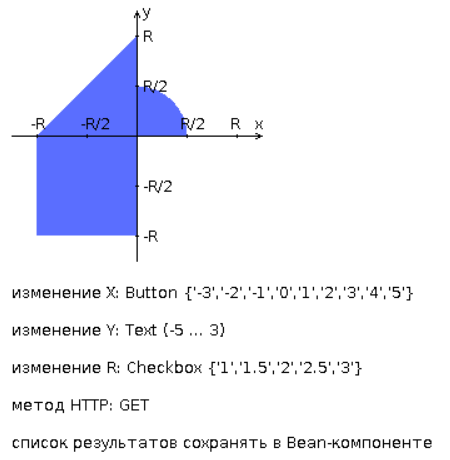 y
R
R/2
-R -R/2 R/2 R x
-R/2
-R
изменение X: Button {'-3','-2','-1','0','1','2','3','4','5'}
изменение Y: Text (-5 ... 3)
изменение R: Checkbox {'1','1.5','2','2.5','3'}
метод HTTP: GET
список результатов сохранять в Bean-компоненте